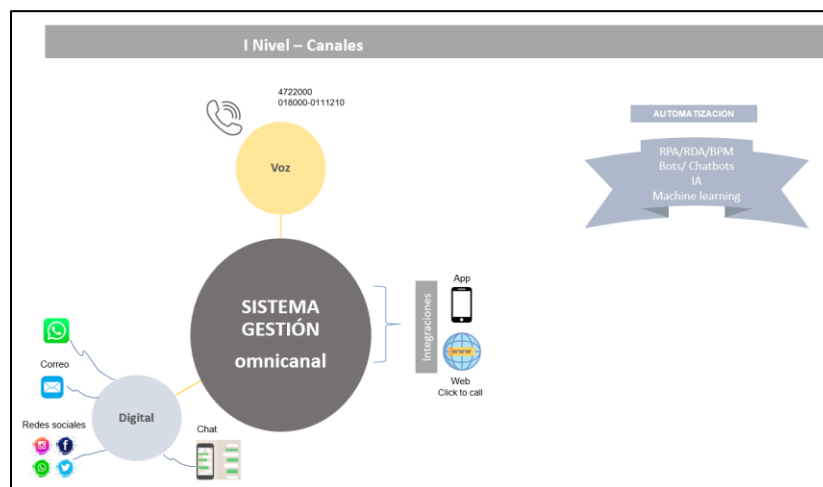 I Nivel – Canales
4722000
018000-0111210
Voz
AUTOMATIZACIÓN
RPA/RDA/BPM
Bots/ Chatbots
IA
Machine learning
SISTEMA
GESTIÓN
omnicanal
Integraciones
App
www
Web
Click to call
Correo
Digital
Redes sociales
Chat